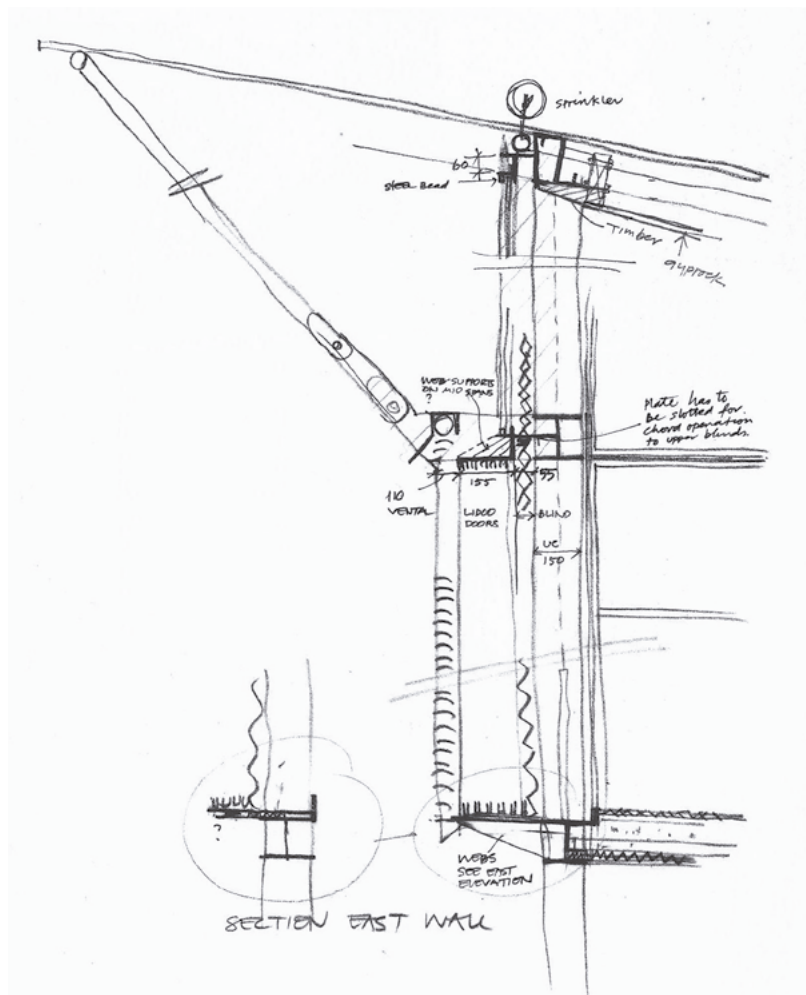 sprinkler
60
STEEL Bead
Timber
gyprock
WEB SUPPORTS
ON MID SPANS
?
Plate has to
be slotted for
chord operation
to upper blinds.
155
55
110
VENTAL
LIDCO
DOORS
BLIND
UC
150
?
WEBS
SEE EAST
ELEVATION
SECTION EAST WALL